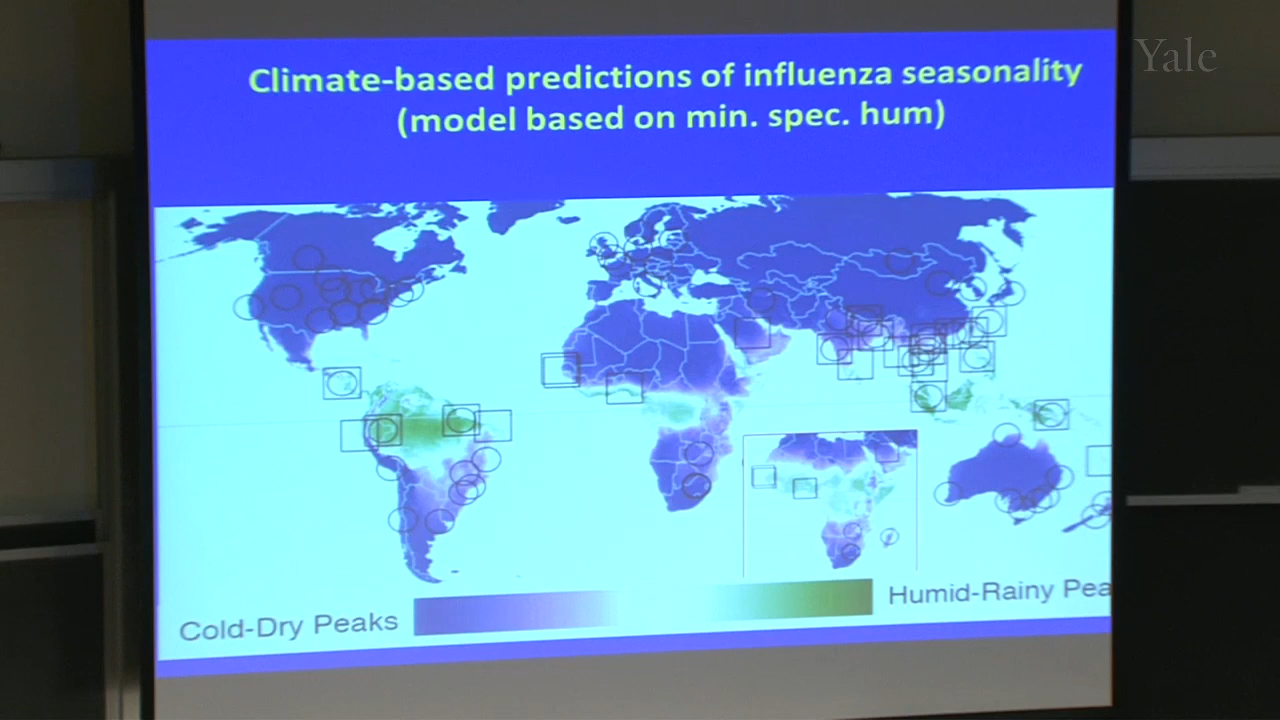 Yale
Climate-based predictions of influenza seasonality
(model based on min. spec. hum)
Cold-Dry Peaks
Humid-Rainy Pea